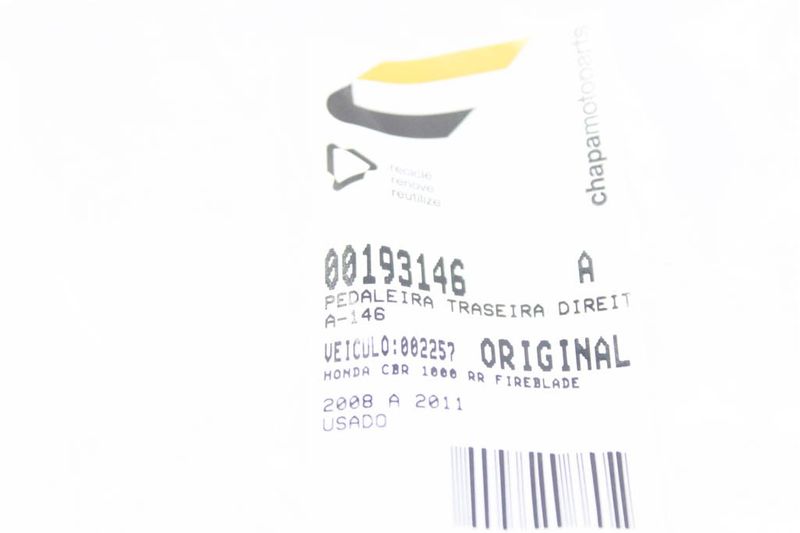 chapamotoparts
recicle
renove
reutilize
00193146 A
PEDALEIRA TRASEIRA DIREIT
A-146
VEICULO:002257 ORIGINAL
HONDA CBR 1000 RR FIREBLADE
2008 A 2011
USADO